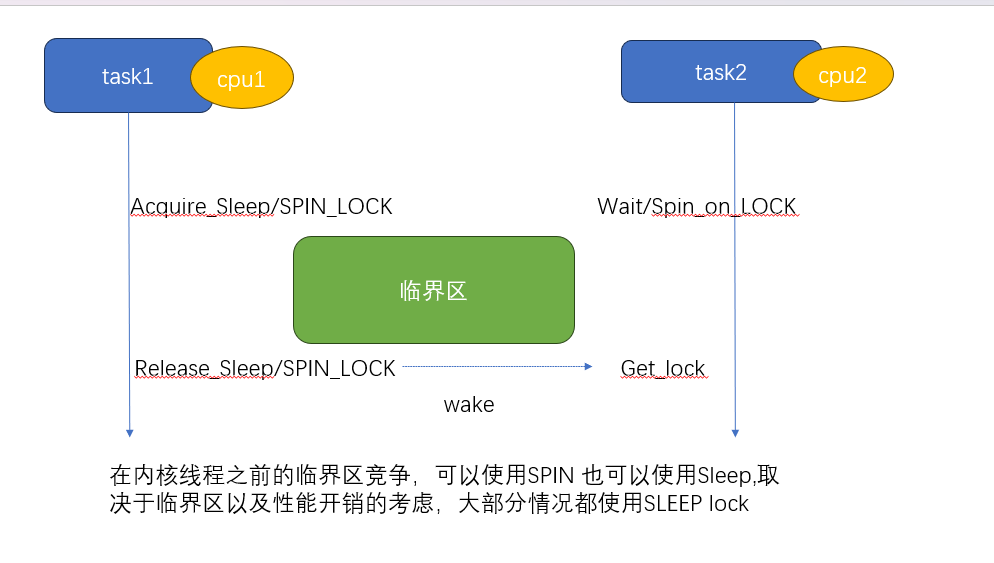 task1
cpu1
task2
cpu2
Acquire_Sleep/SPIN_LOCK
Wait/Spin_on_LOCK
临界区
Release_Sleep/SPIN_LOCK
Get_lock
wake
在内核线程之前的临界区竞争，可以使用SPIN 也可以使用Sleep,取
决于临界区以及性能开销的考虑，大部分情况都使用SLEEP lock